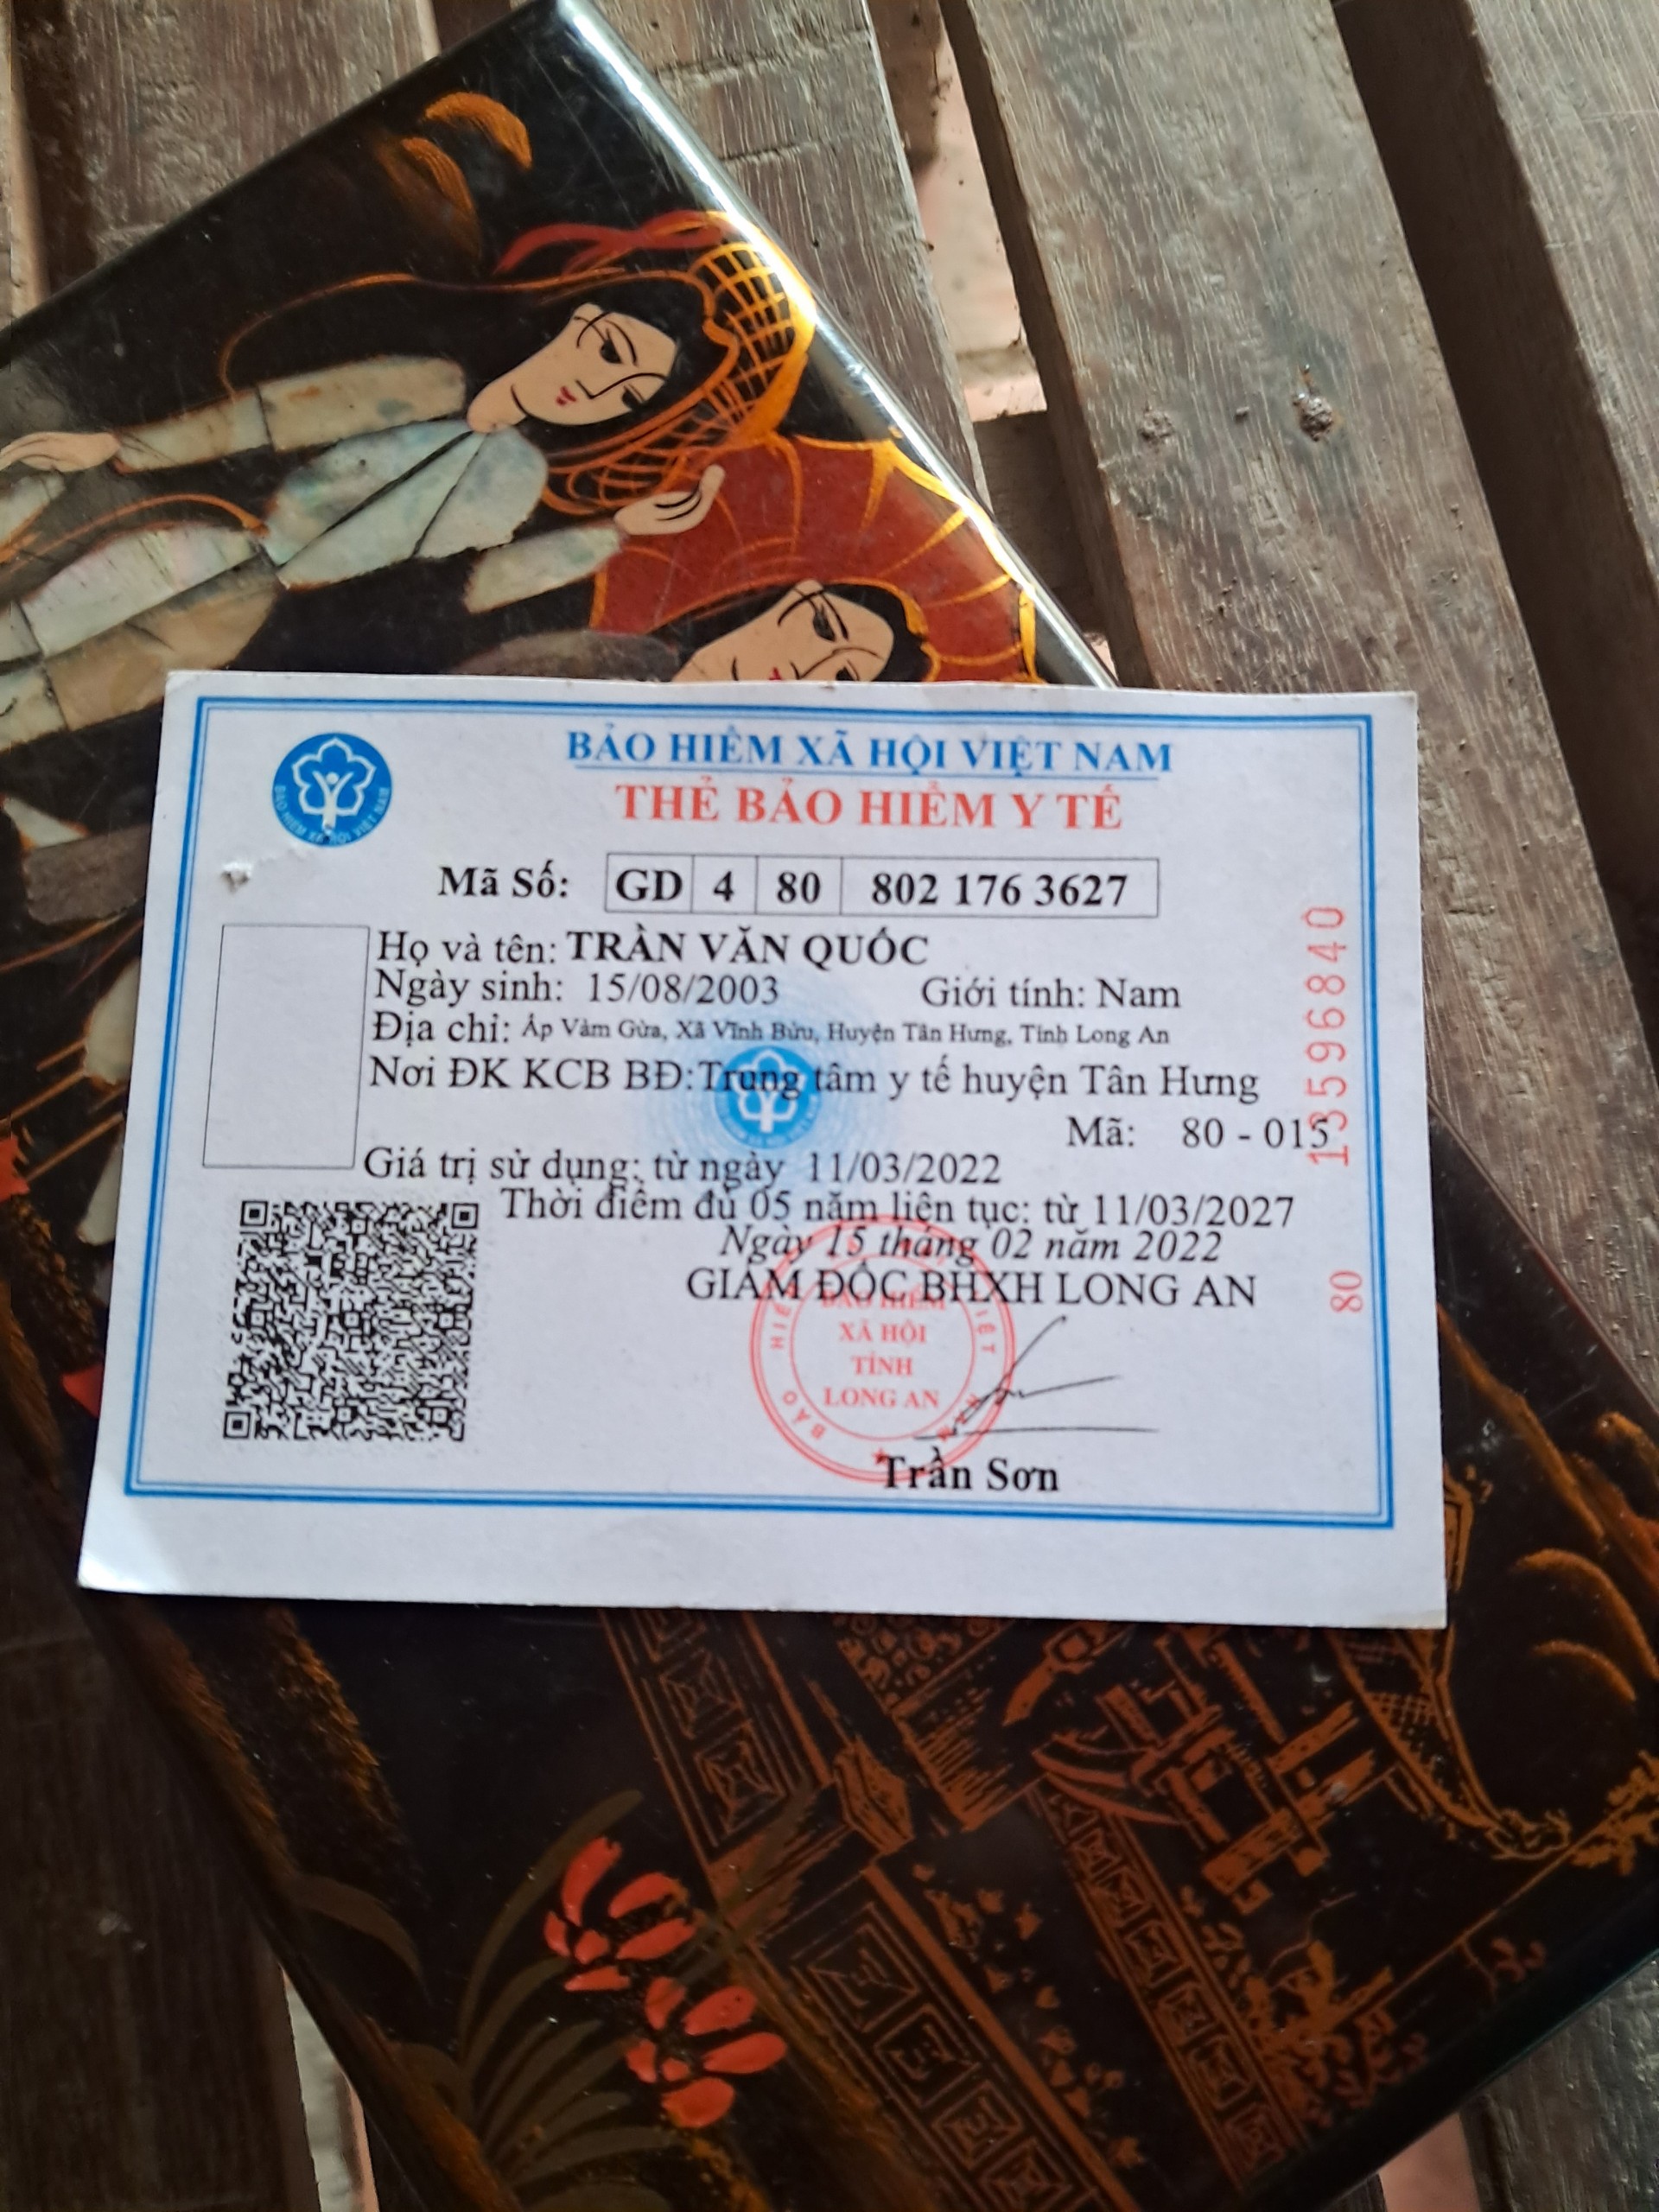 BẢO HIỂM XÃ HỘI VIỆT NAM
THẺ BẢO HIỂM Y TẾ
BẢO HIỂM XÃ HỘI VIỆT NAM
Mã Số: GD 4 80 802 176 3627
Họ và tên: TRẦN VĂN QUỐC
Ngày sinh: 15/08/2003 Giới tính: Nam
Địa chỉ: Ấp Vàm Gừa, Xã Vĩnh Bửu, Huyện Tân Hưng, Tỉnh Long An
Nơi ĐK KCB BĐ:Trung tâm y tế huyện Tân Hưng
Mã: 80 - 015
Giá trị sử dụng: từ ngày 11/03/2022
Thời điểm đủ 05 năm liên tục: từ 11/03/2027
Ngày 15 tháng 02 năm 2022
GIÁM ĐỐC BHXH LONG AN
BẢO HIỂM
XÃ HỘI
TỈNH
LONG AN
Trần Sơn
13596840
80